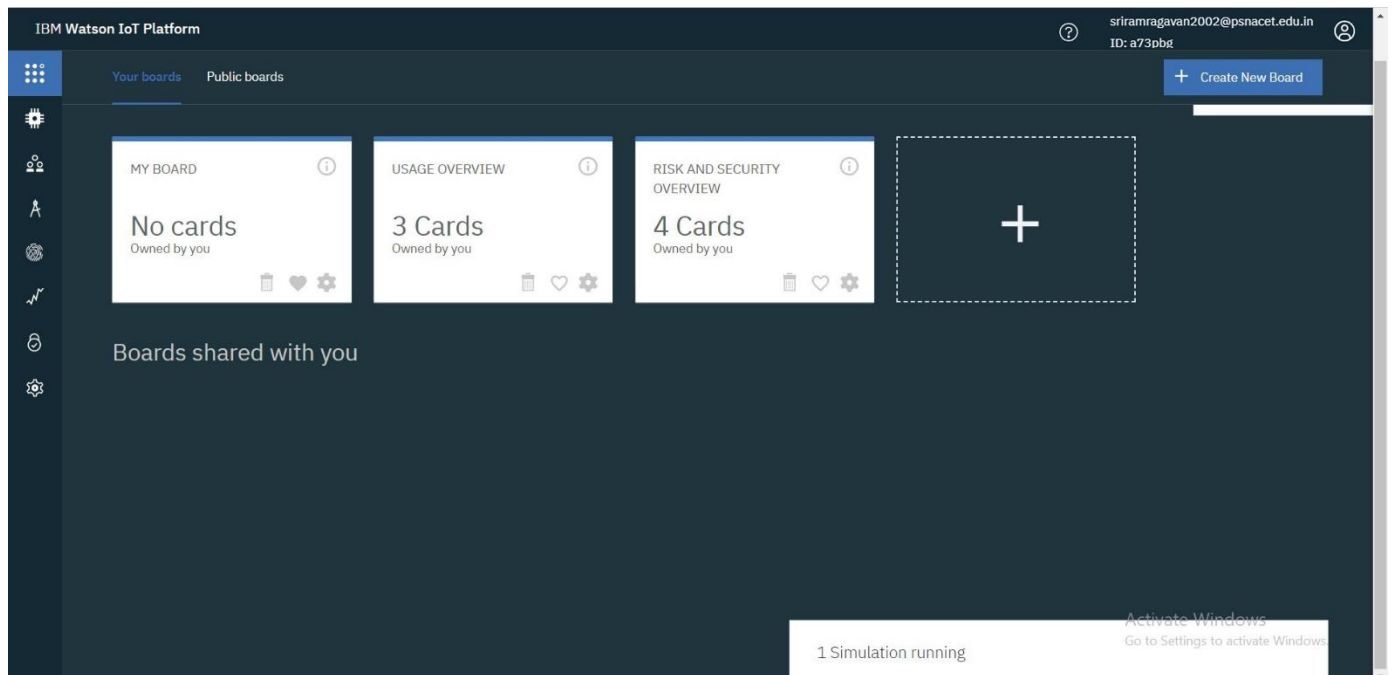 IBM Watson IoT Platform
sriramragavan2002@psnacet.edu.in
ID: a73pbg
Your boards
Public boards
+ Create New Board
MY BOARD
No cards
Owned by you
USAGE OVERVIEW
3 Cards
Owned by you
RISK AND SECURITY
OVERVIEW
4 Cards
Owned by you
Boards shared with you
1 Simulation running
Activate Windows
Go to Settings to activate Windows.